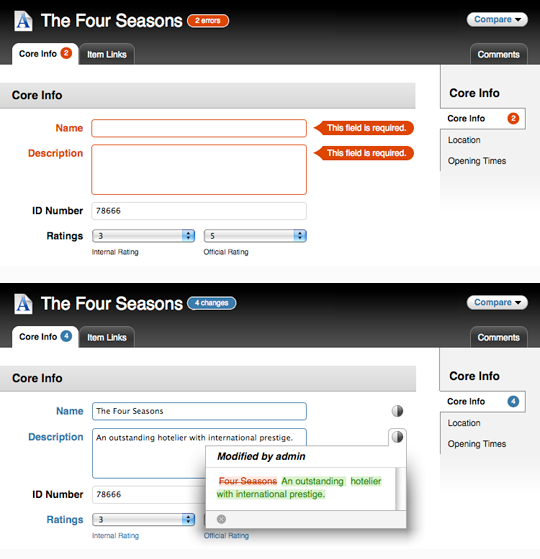 The Four Seasons 2 errors Compare
Core Info 2 Item Links Comments
Core Info Core Info
Name This field is required. Core Info 2
Description This field is required. Location
Opening Times
ID Number 78666
Ratings 3 5
Internal Rating Official Rating
The Four Seasons 4 changes Compare
Core Info 4 Item Links Comments
Core Info Core Info
Name The Four Seasons Core Info 4
Description An outstanding hotelier with international prestige. Location
Opening Times
Modified by admin
Four Seasons An outstanding hotelier
with international prestige.
ID Number 78666
Ratings 3
Internal Rating Official Rating